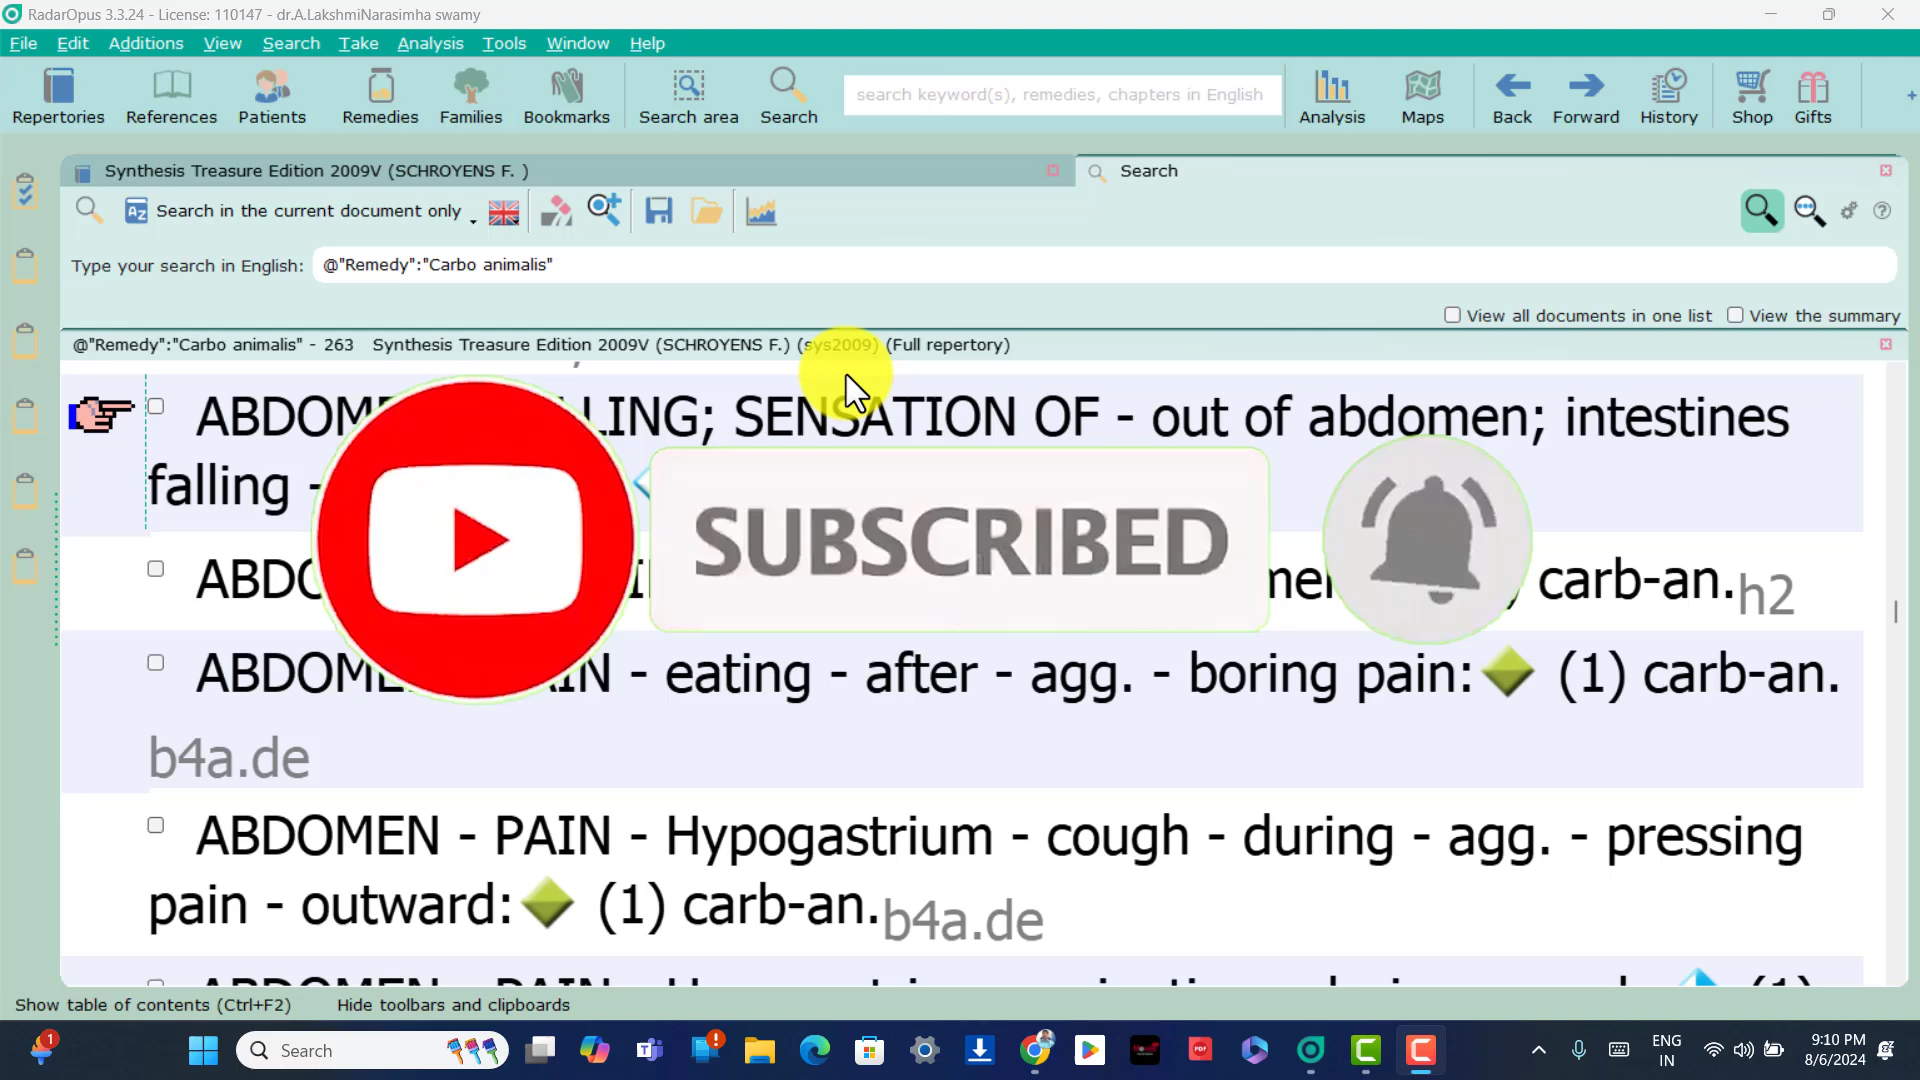 RadarOpus 3.3.24 - License: 110147 - dr.A.LakshmiNarasimha swamy
File Edit Additions View Search Take Analysis Tools Window Help
Repertories References Patients Remedies Families Bookmarks Search area Search search keyword(s), remedies, chapters in English Analysis Maps Back Forward History Shop Gifts
Synthesis Treasure Edition 2009V (SCHROYENS F. ) Search
AZ Search in the current document only
Type your search in English: @"Remedy":"Carbo animalis"
View all documents in one list View the summary
@"Remedy":"Carbo animalis" - 263 Synthesis Treasure Edition 2009V (SCHROYENS F.) (sys2009) (Full repertory)
SENSATION OF - out of abdomen; intestines
falling -
SUBSCRIBED
carb-an. h2
- eating - after - agg. - boring pain: (1) carb-an.
b4a.de
ABDOMEN - PAIN - Hypogastrium - cough - during - agg. - pressing
pain - outward: (1) carb-an. b4a.de
Show table of contents (Ctrl+F2) Hide toolbars and clipboards
1 Search ENG 9:10 PM
IN 8/6/2024